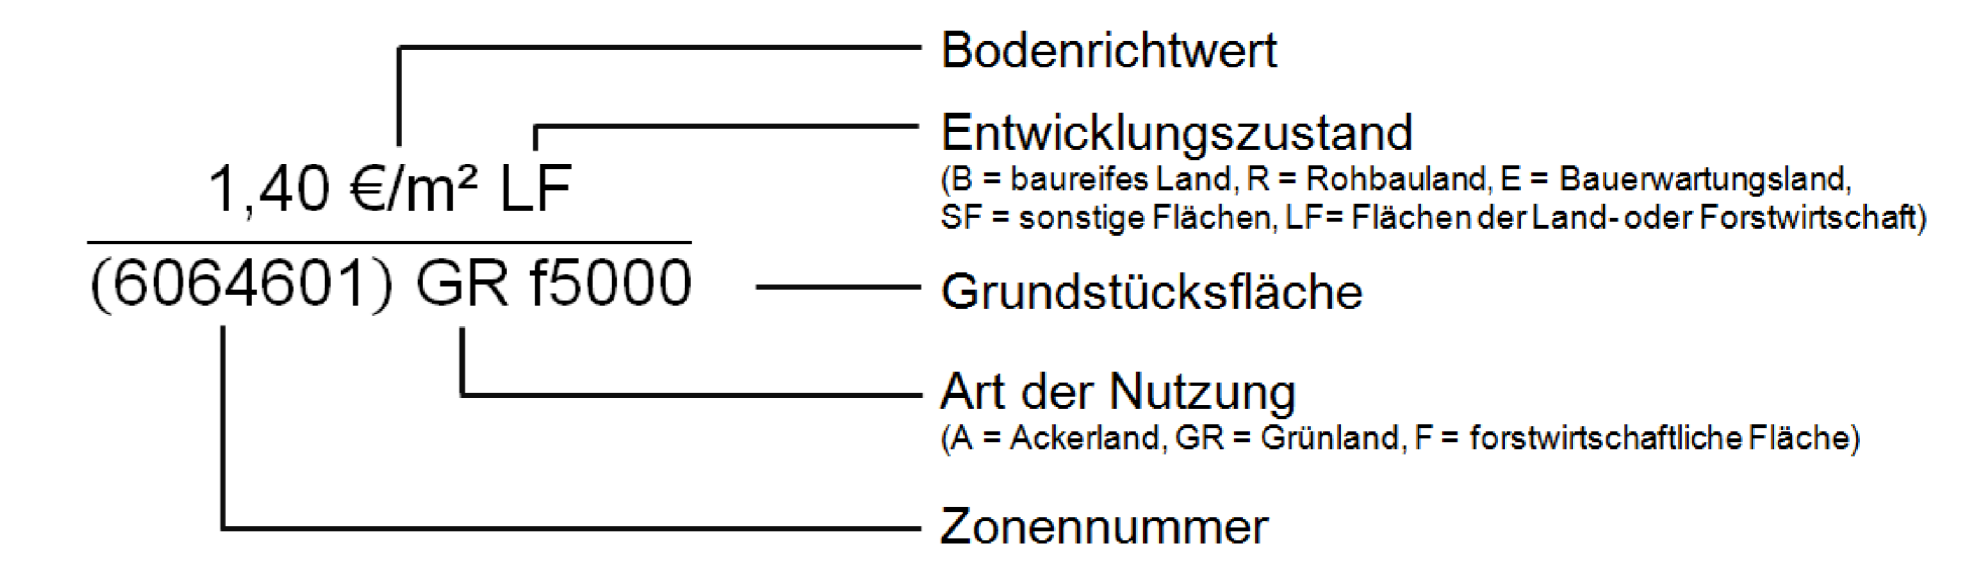 Bodenrichtwert
Entwicklungszustand
(B = baureifes Land, R = Rohbauland, E = Bauerwartungsland,
SF = sonstige Flächen, LF= Flächen der Land- oder Forstwirtschaft)
1,40 €/m² LF
(6064601) GR f5000
Grundstücksfläche
Art der Nutzung
(A = Ackerland, GR = Grünland, F = forstwirtschaftliche Fläche)
Zonennummer